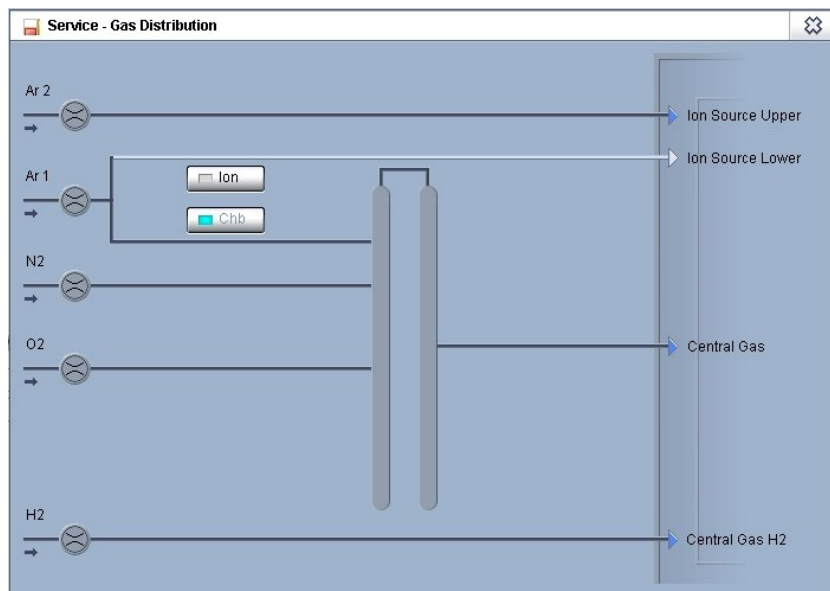 Service - Gas Distribution
Ar 2
Ion Source Upper
Ion Source Lower
Ar 1
Ion
Chb
N2
O2
Central Gas
H2
Central Gas H2